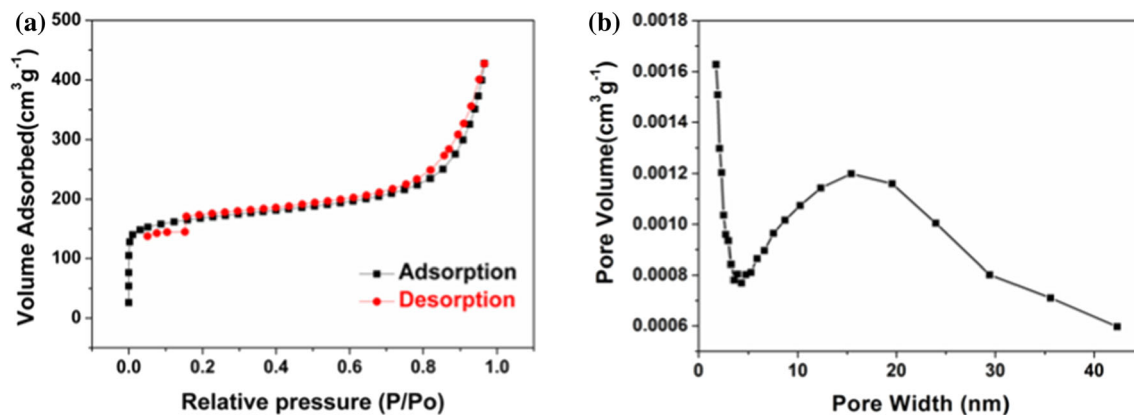 (a)
500
400
300
200
100
0
Volume Adsorbed(cm³g⁻¹)
Adsorption
Desorption
0.0 0.2 0.4 0.6 0.8 1.0
Relative pressure (P/Po)
(b)
0.0018
0.0016
0.0014
0.0012
0.0010
0.0008
0.0006
Pore Volume(cm³g⁻¹)
0 10 20 30 40
Pore Width (nm)